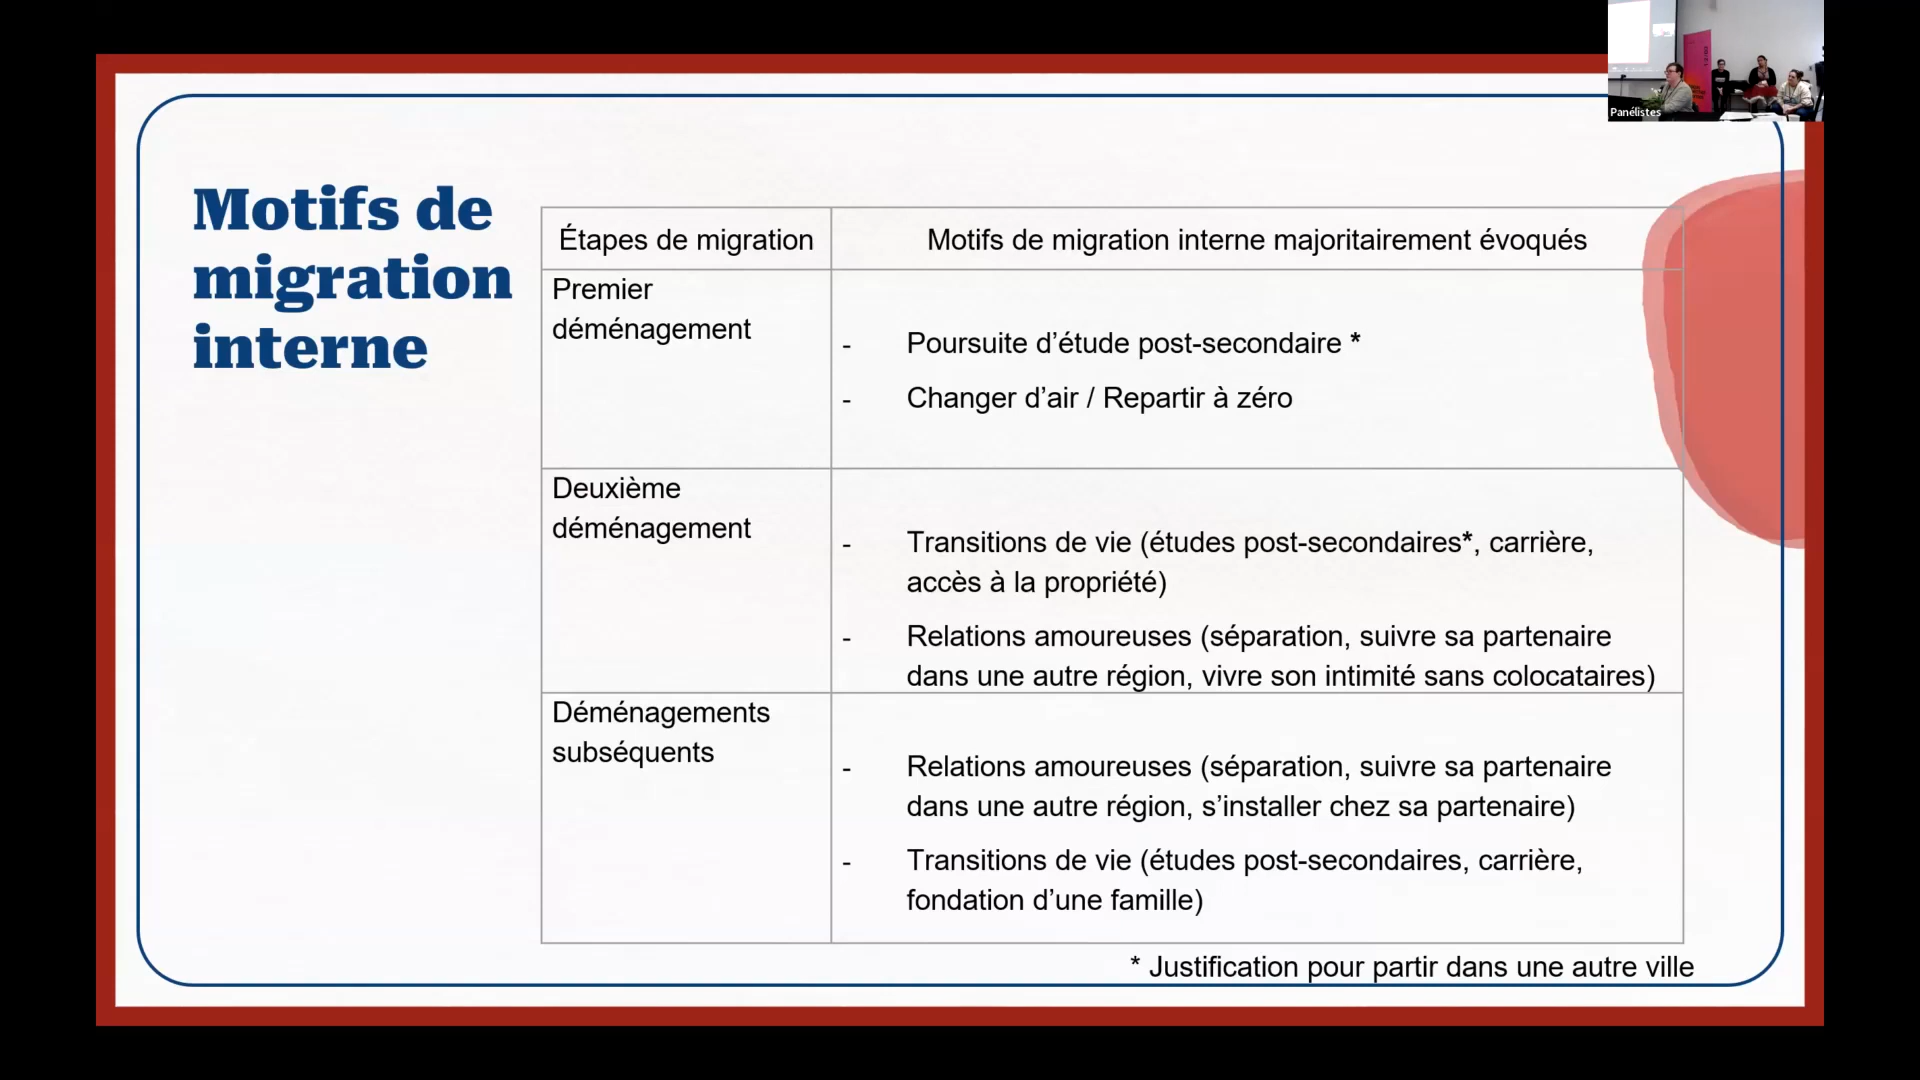 Panélistes
Motifs de
migration
interne
Étapes de migration
Motifs de migration interne majoritairement évoqués
Premier
déménagement
- Poursuite d’étude post-secondaire *
- Changer d’air / Repartir à zéro
Deuxième
déménagement
- Transitions de vie (études post-secondaires*, carrière,
accès à la propriété)
- Relations amoureuses (séparation, suivre sa partenaire
dans une autre région, vivre son intimité sans colocataires)
Déménagements
subséquents
- Relations amoureuses (séparation, suivre sa partenaire
dans une autre région, s’installer chez sa partenaire)
- Transitions de vie (études post-secondaires, carrière,
fondation d’une famille)
* Justification pour partir dans une autre ville